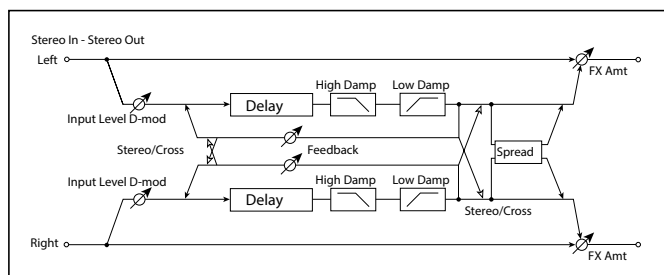 Stereo In - Stereo Out
Left
FX Amt
High Damp
Low Damp
Delay
Input Level D-mod
Stereo/Cross
Feedback
Spread
Input Level D-mod
High Damp
Low Damp
Delay
Stereo/Cross
Right
FX Amt